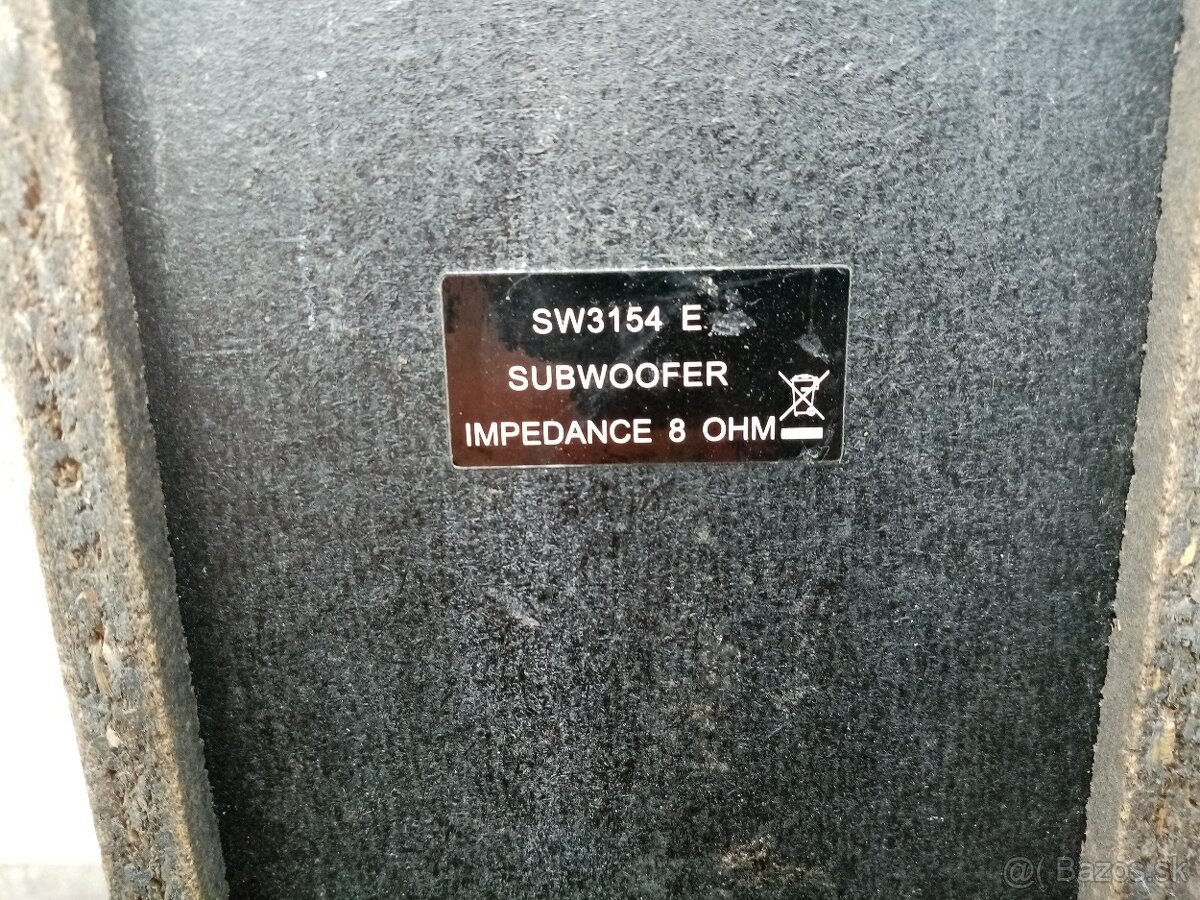 SW3154 E
SUBWOOFER
IMPEDANCE 8 OHM
@( Bazos.sk